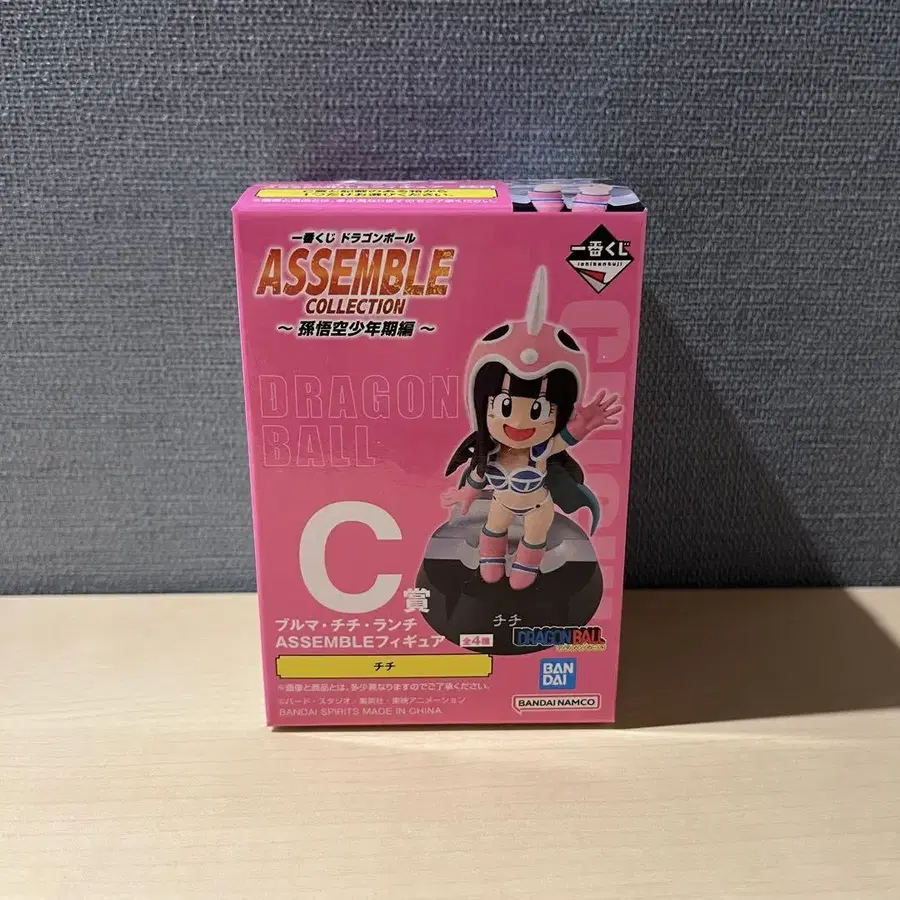 一番くじ ドラゴンボール
ASSEMBLE
COLLECTION
～ 孫悟空少年期編 ～
一番くじ
ichibankuji
DRAGON
BALL
C賞
ブルマ・チチ・ランチ
ASSEMBLEフィギュア 全4種
チチ
チチ
DRAGONBALL
※画像と商品とは、多少異なりますのでご了承ください。
©バード・スタジオ／集英社・東映アニメーション
BANDAI SPIRITS MADE IN CHINA
BAN
DAI
BANDAI NAMCO